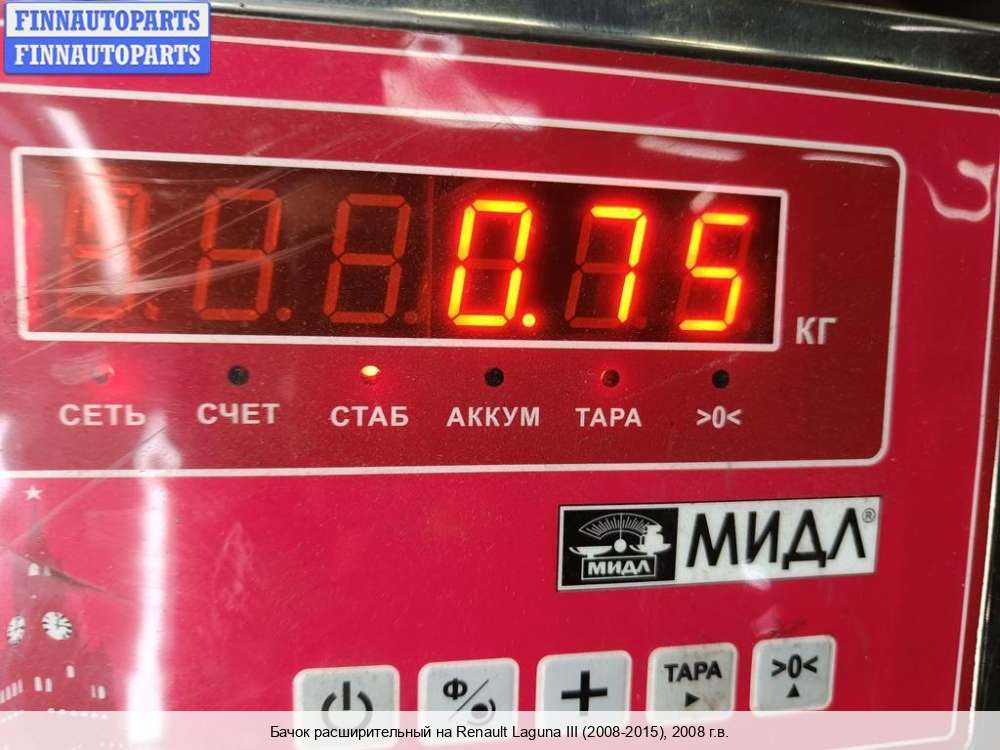 FINNAUTOPARTS
FINNAUTOPARTS
0.75
КГ
СЕТЬ СЧЕТ СТАБ АККУМ ТАРА >0<
МИДЛ МИДЛ®
Ф ТАРА >0<
Бачок расширительный на Renault Laguna III (2008-2015), 2008 г.в.